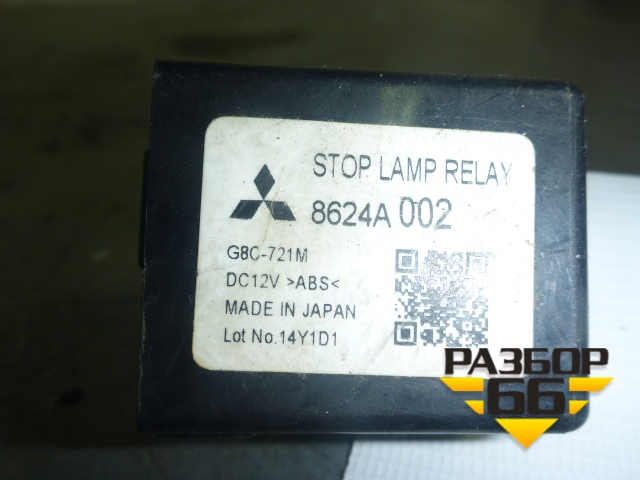 STOP LAMP RELAY
8624A 002
G8C-721M
DC12V >ABS<
MADE IN JAPAN
Lot No.14Y1D1
РАЗБОР
66